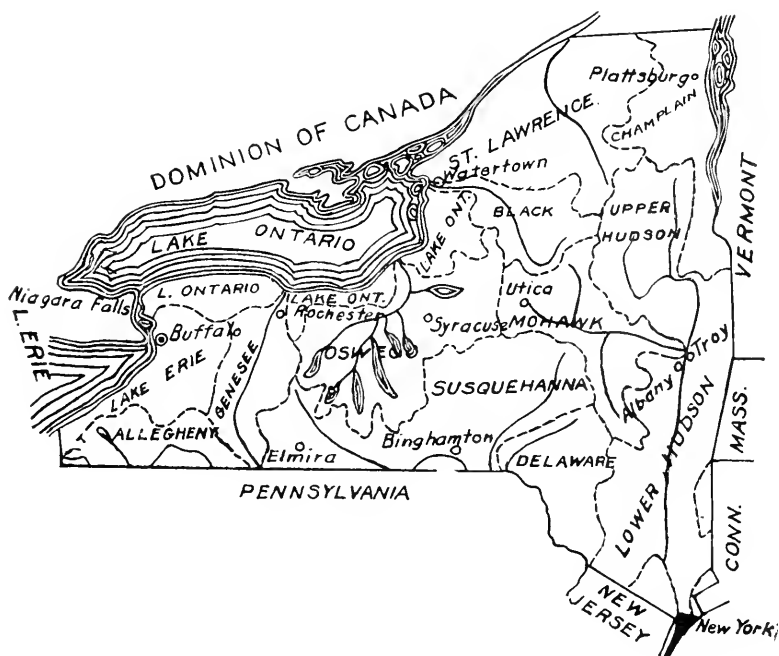 DOMINION OF CANADA
Plattsburg
CHAMPLAIN
ST. LAWRENCE.
Watertown
VERMONT
LAKE ONTARIO
LAKE ONT.
BLACK
UPPER
HUDSON
Niagara Falls
L. ONTARIO
LAKE ONT.
Rochester
Utica
Syracuse
MOHAWK
L. ERIE
Buffalo
LAKE ERIE
GENESEE
OSWEGO
SUSQUEHANNA
Albany
Troy
ALLEGHENY
Elmira
Binghamton
DELAWARE
LOWER HUDSON
MASS.
PENNSYLVANIA
CONN.
NEW
JERSEY
New York